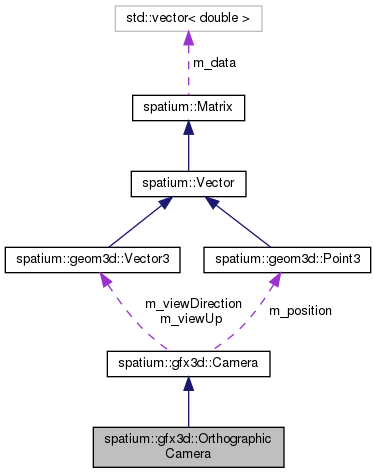 std::vector< double >
m_data
spatium::Matrix
spatium::Vector
spatium::geom3d::Vector3
spatium::geom3d::Point3
m_viewDirection
m_viewUp
m_position
spatium::gfx3d::Camera
spatium::gfx3d::Orthographic
Camera